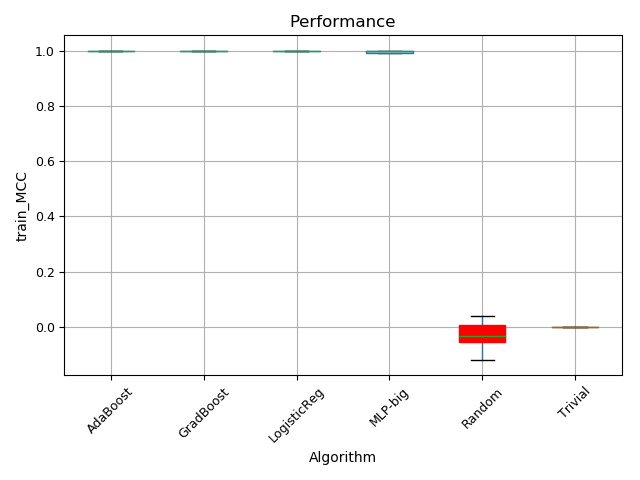 Performance
1.0
0.8
0.6
0.4
0.2
0.0
train_MCC
AdaBoost
GradBoost
LogisticReg
MLP-big
Random
Trivial
Algorithm